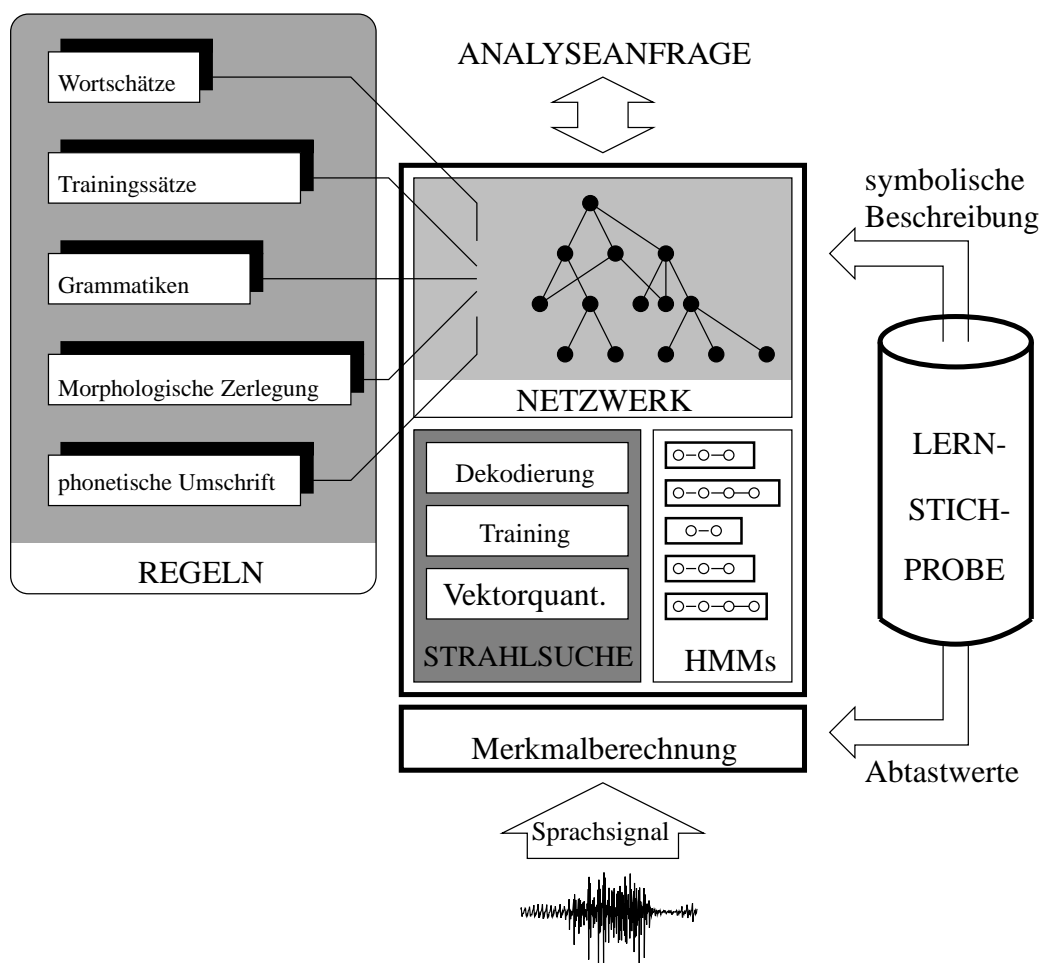 Wortschätze
Trainingssätze
Grammatiken
Morphologische Zerlegung
phonetische Umschrift
REGELN
ANALYSEANFRAGE
NETZWERK
Dekodierung
Training
Vektorquant.
STRAHLSUCHE
HMMs
Merkmalberechnung
Sprachsignal
symbolische
Beschreibung
LERN-
STICH-
PROBE
Abtastwerte